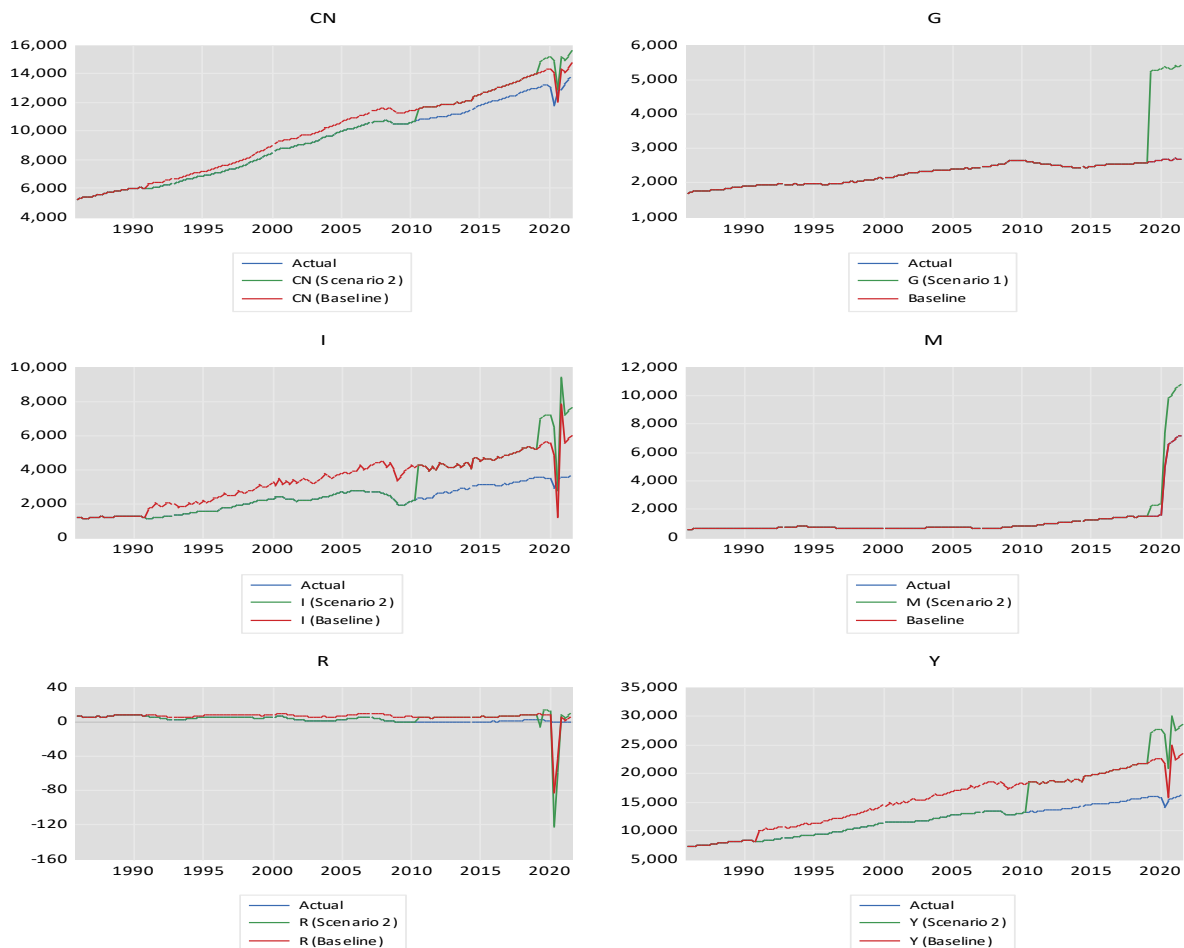 CN
16,000
14,000
12,000
10,000
8,000
6,000
4,000
1990 1995 2000 2005 2010 2015 2020
Actual
CN (Scenario 2)
CN (Baseline)
G
6,000
5,000
4,000
3,000
2,000
1,000
1990 1995 2000 2005 2010 2015 2020
Actual
G (Scenario 1)
Baseline
I
10,000
8,000
6,000
4,000
2,000
0
1990 1995 2000 2005 2010 2015 2020
Actual
I (Scenario 2)
I (Baseline)
M
12,000
10,000
8,000
6,000
4,000
2,000
0
1990 1995 2000 2005 2010 2015 2020
Actual
M (Scenario 2)
Baseline
R
40
0
-40
-80
-120
-160
1990 1995 2000 2005 2010 2015 2020
Actual
R (Scenario 2)
R (Baseline)
Y
35,000
30,000
25,000
20,000
15,000
10,000
5,000
1990 1995 2000 2005 2010 2015 2020
Actual
Y (Scenario 2)
Y (Baseline)